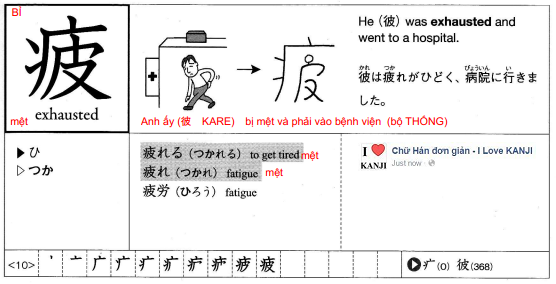 BÌ
疲
exhausted
mệt
疒皮
He (彼) was exhausted and
went to a hospital.
彼(かれ)は疲(つか)れがひどく、病院(びょういん)に行(い)きま
した。
Anh ấy (彼 KARE) bị mệt và phải vào bệnh viện (bộ THÓNG)
▶ひ
▷つか
疲れる（つかれる） to get tired mệt
疲れ（つかれ） fatigue mệt
疲労（ひろう） fatigue
I ❤ KANJI
Chữ Hán đơn giản - I Love KANJI
Just now ·
<10> 丶 亠 广 疒 疲
▶疒(0) 彼(368)